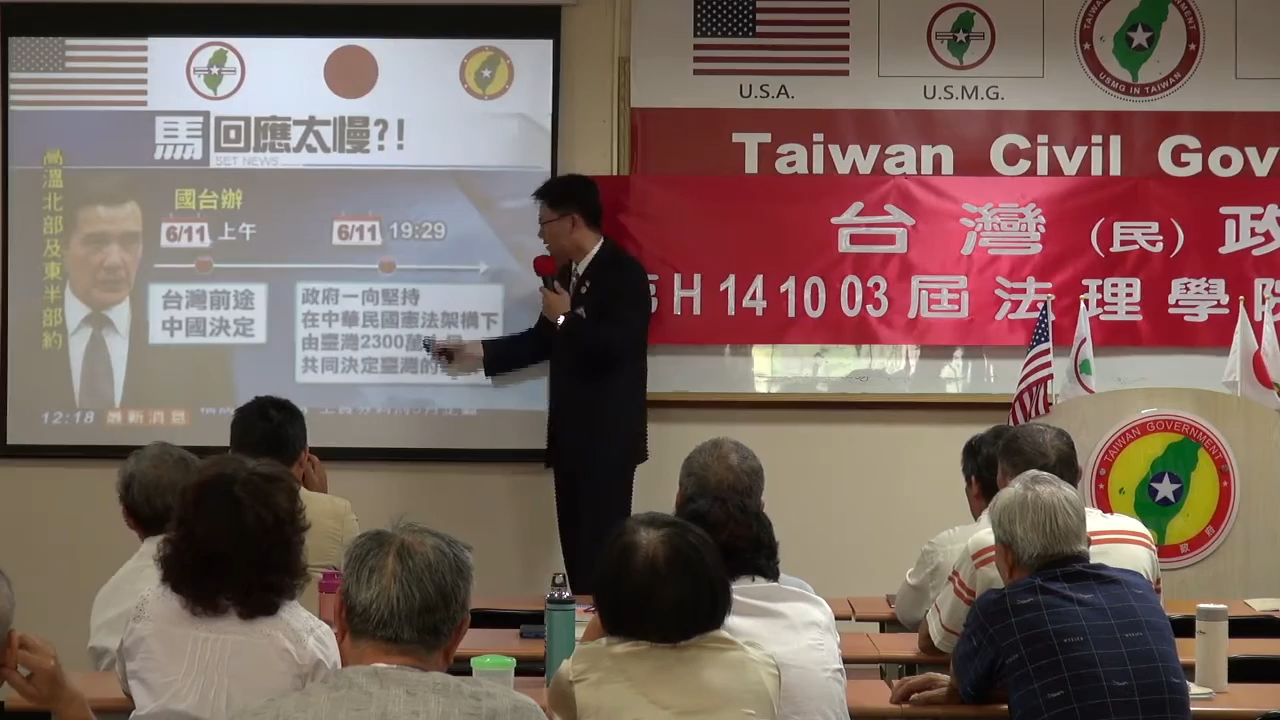 馬回應太慢?!
SET NEWS
高溫北部及東半部約
國台辦
6/11 上午
6/11 19:29
台灣前途
中國決定
政府一向堅持
在中華民國憲法架構下
由臺灣2300萬
共同決定臺灣的
12:18 最新消息
U.S.A.
U.S.M.G.
USMG IN TAIWAN
Taiwan Civil Gov
台灣(民)政
H 14 10 03 屆法理學院
TAIWAN GOVERNMENT
政府